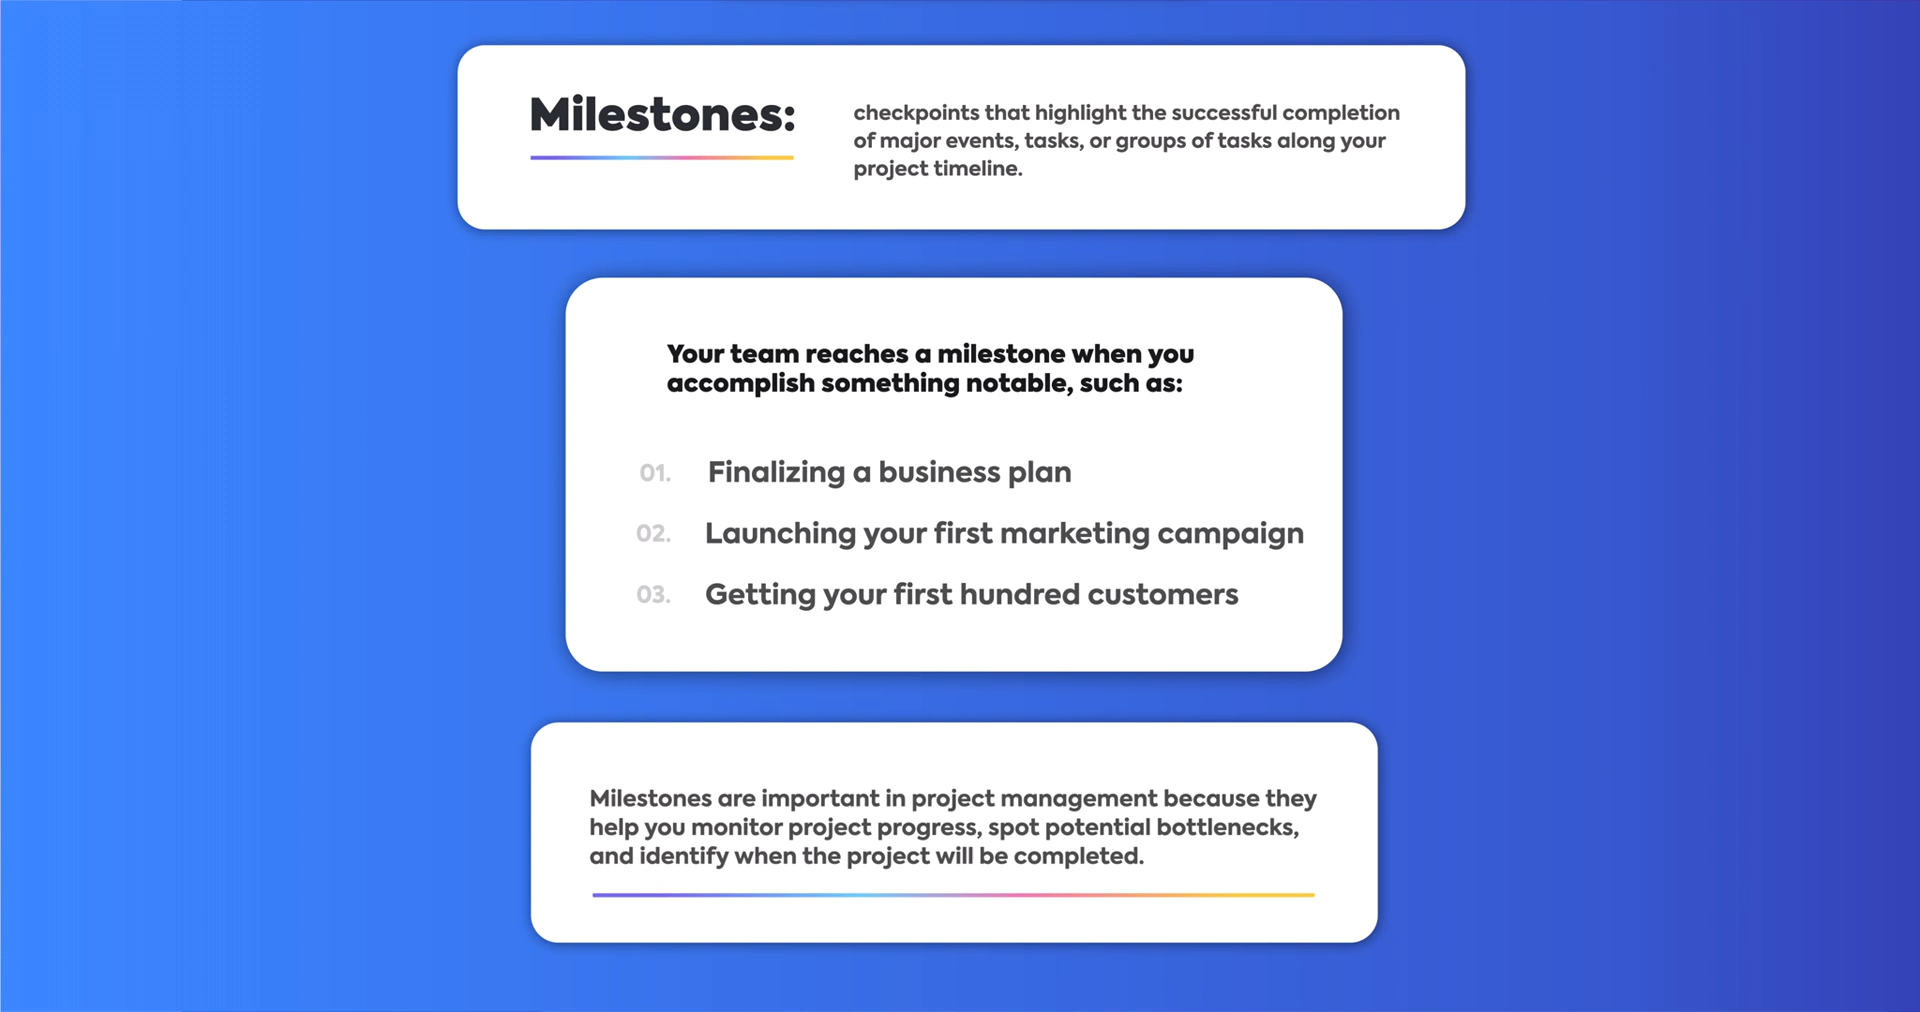 Milestones:
checkpoints that highlight the successful completion
of major events, tasks, or groups of tasks along your
project timeline.
Your team reaches a milestone when you
accomplish something notable, such as:
01. Finalizing a business plan
02. Launching your first marketing campaign
03. Getting your first hundred customers
Milestones are important in project management because they
help you monitor project progress, spot potential bottlenecks,
and identify when the project will be completed.